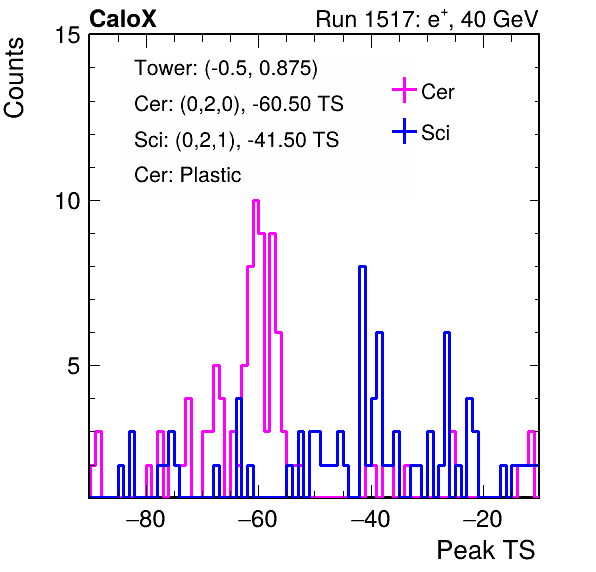 CaloX Run 1517: e⁺, 40 GeV
Counts
15
Tower: (-0.5, 0.875)
Cer: (0,2,0), -60.50 TS
Sci: (0,2,1), -41.50 TS
Cer: Plastic
Cer
Sci
10
5
−80 −60 −40 −20
Peak TS